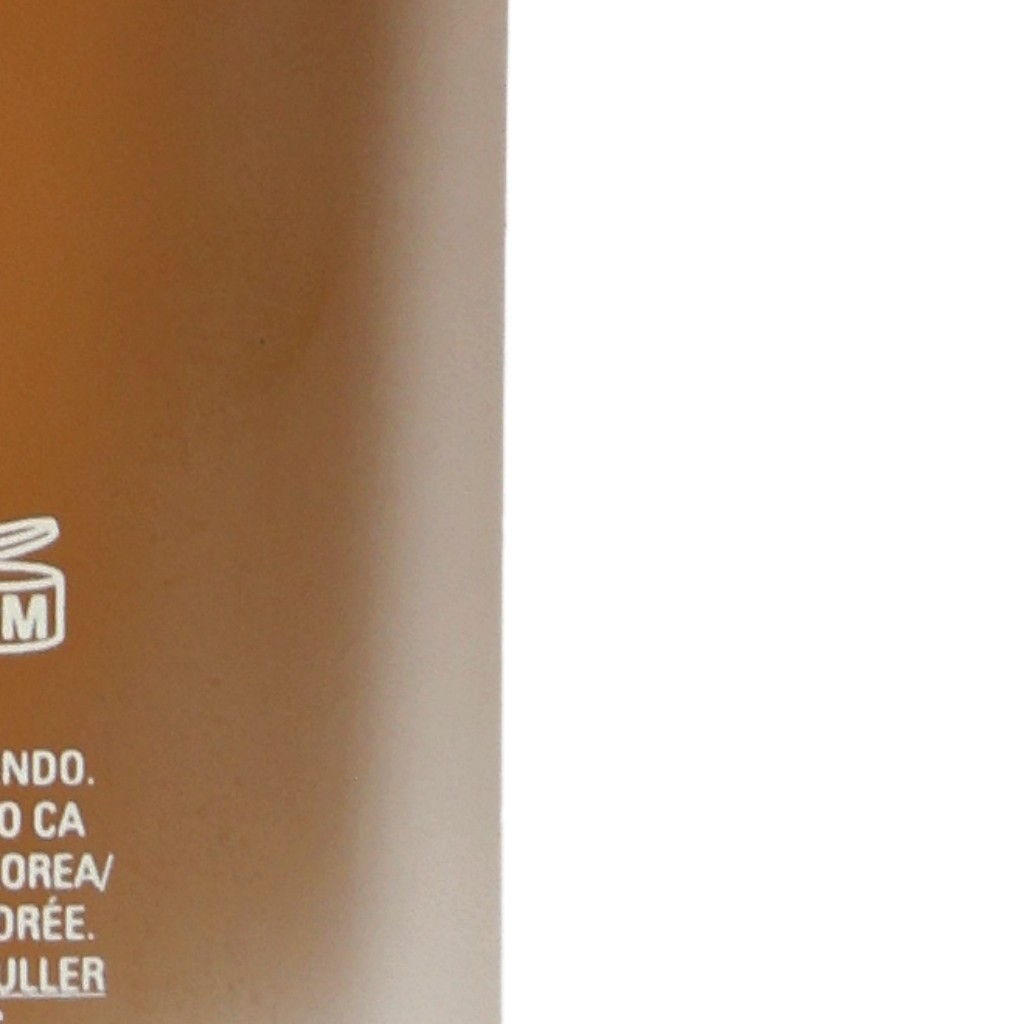 M
NDO.
O CA
OREA/
ORÉE.
ULLER